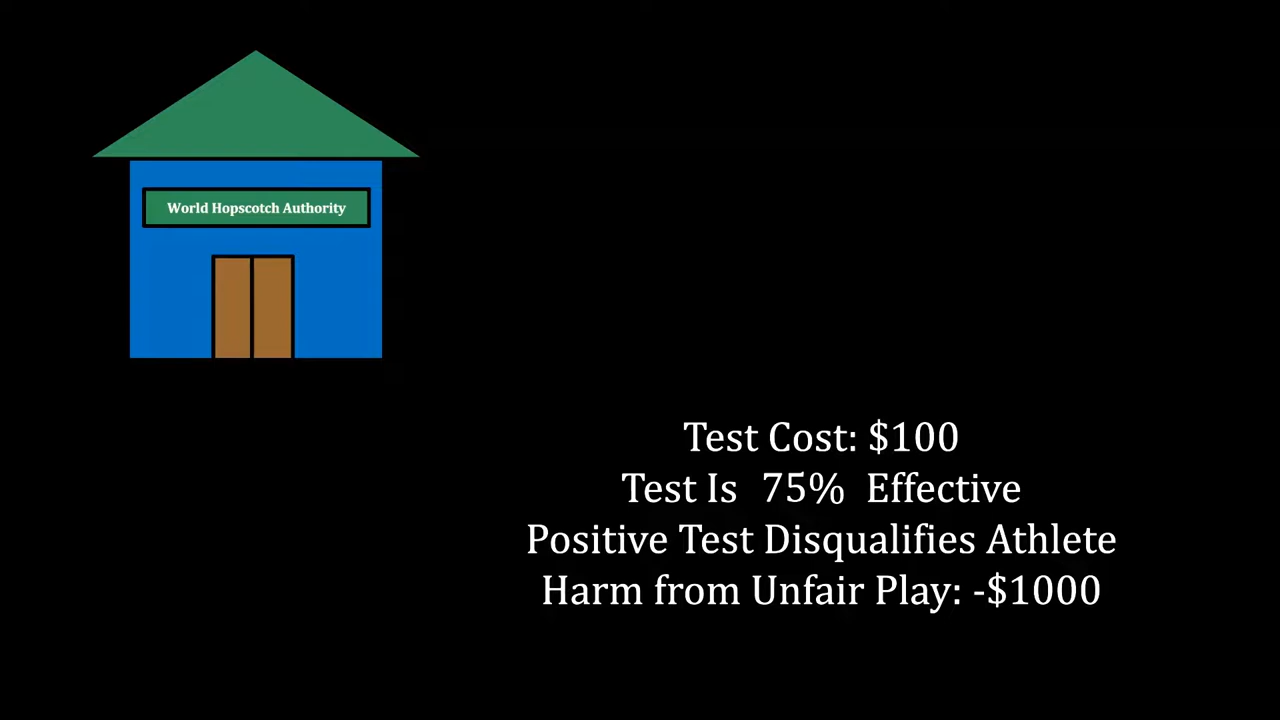 World Hopscotch Authority
Test Cost: $100
Test Is 75% Effective
Positive Test Disqualifies Athlete
Harm from Unfair Play: -$1000